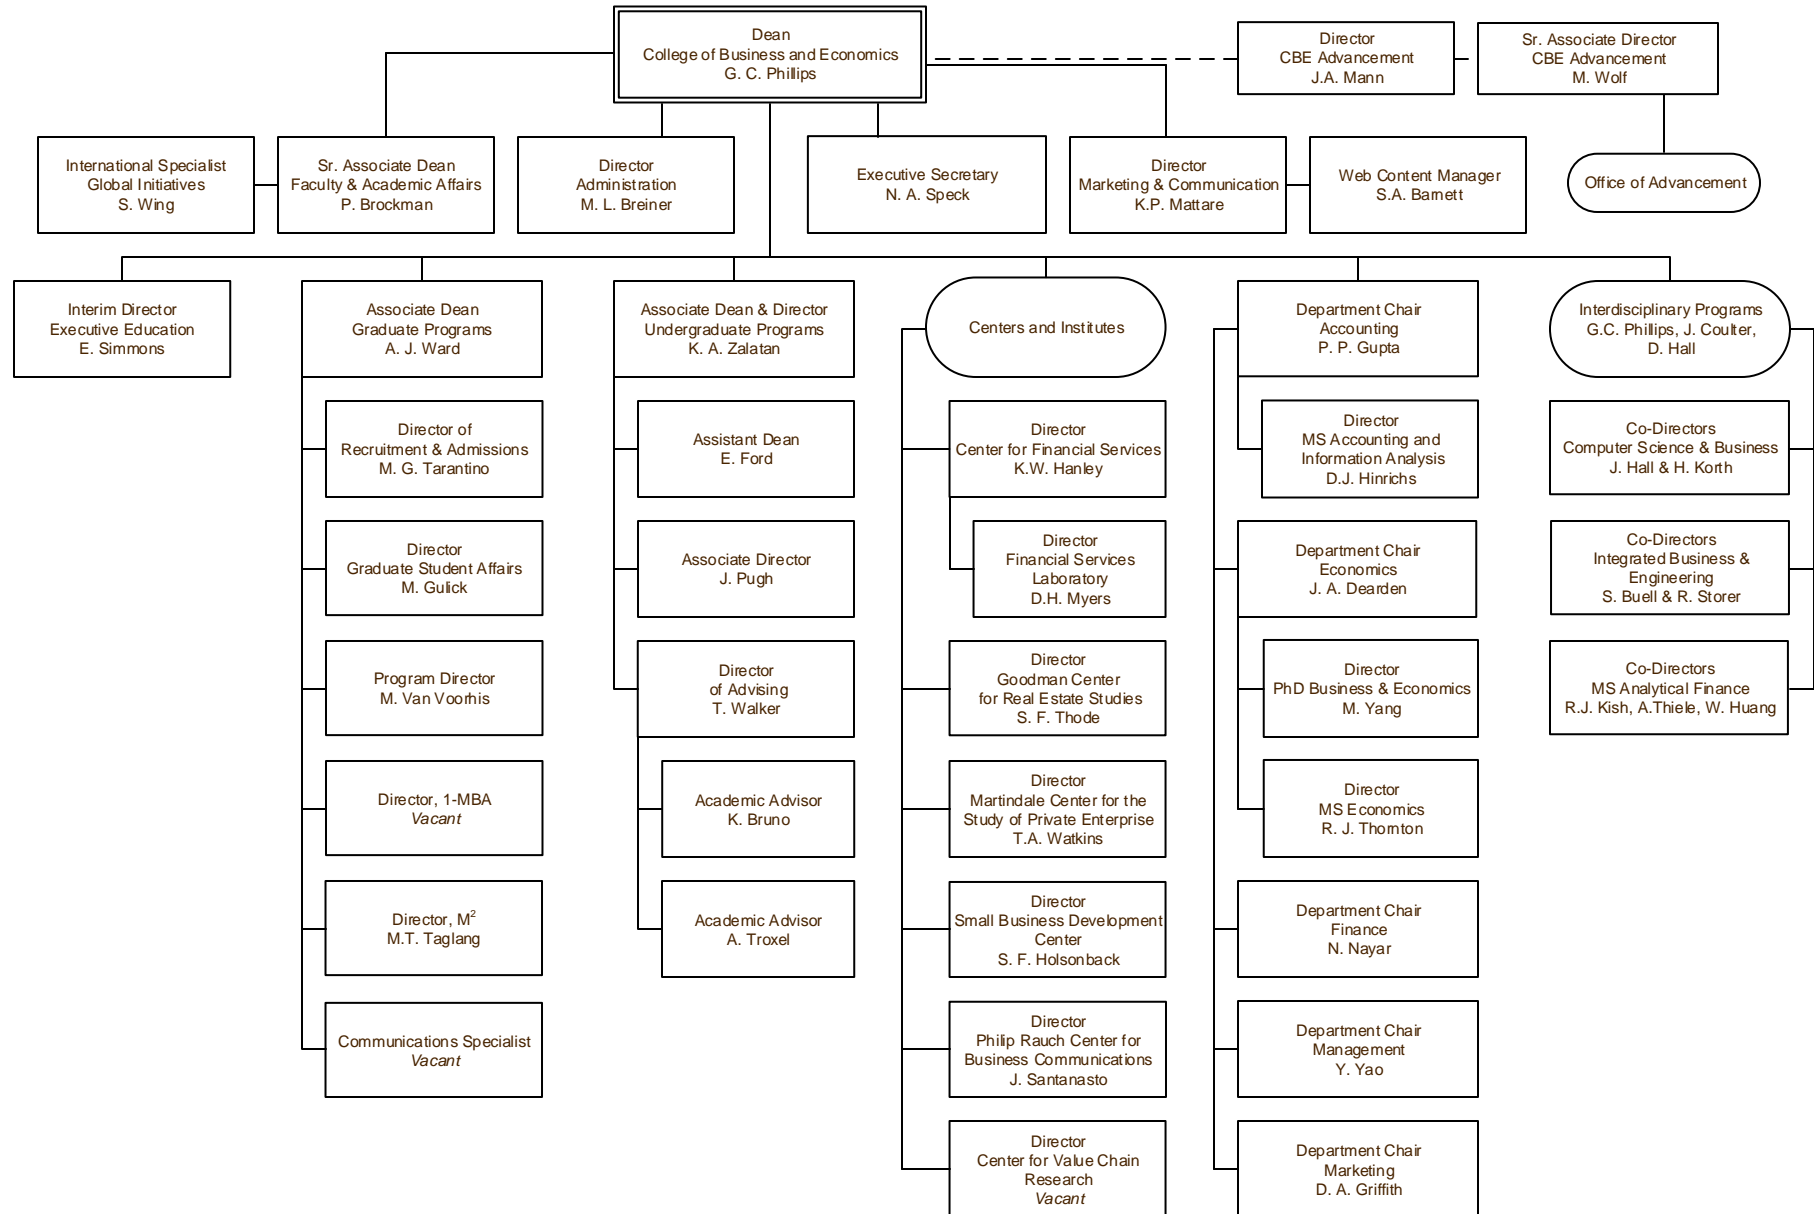 Dean
College of Business and Economics
G. C. Phillips
Director
CBE Advancement
J.A. Mann
Sr. Associate Director
CBE Advancement
M. Wolf
International Specialist
Global Initiatives
S. Wing
Sr. Associate Dean
Faculty & Academic Affairs
P. Brockman
Director
Administration
M. L. Breiner
Executive Secretary
N. A. Speck
Director
Marketing & Communication
K.P. Mattare
Web Content Manager
S.A. Barnett
Office of Advancement
Interim Director
Executive Education
E. Simmons
Associate Dean
Graduate Programs
A. J. Ward
Associate Dean & Director
Undergraduate Programs
K. A. Zalatan
Centers and Institutes
Department Chair
Accounting
P. P. Gupta
Interdisciplinary Programs
G.C. Phillips, J. Coulter,
D. Hall
Director of
Recruitment & Admissions
M. G. Tarantino
Assistant Dean
E. Ford
Director
Center for Financial Services
K.W. Hanley
Director
MS Accounting and
Information Analysis
D.J. Hinrichs
Co-Directors
Computer Science & Business
J. Hall & H. Korth
Director
Graduate Student Affairs
M. Gulick
Associate Director
J. Pugh
Director
Financial Services
Laboratory
D.H. Myers
Department Chair
Economics
J. A. Dearden
Co-Directors
Integrated Business &
Engineering
S. Buell & R. Storer
Program Director
M. Van Voorhis
Director
of Advising
T. Walker
Director
Goodman Center
for Real Estate Studies
S. F. Thode
Director
PhD Business & Economics
M. Yang
Co-Directors
MS Analytical Finance
R.J. Kish, A.Thiele, W. Huang
Director, 1-MBA
Vacant
Academic Advisor
K. Bruno
Director
Martindale Center for the
Study of Private Enterprise
T.A. Watkins
Director
MS Economics
R. J. Thornton
Director, M²
M.T. Taglang
Academic Advisor
A. Troxel
Director
Small Business Development
Center
S. F. Holsonback
Department Chair
Finance
N. Nayar
Communications Specialist
Vacant
Director
Philip Rauch Center for
Business Communications
J. Santanasto
Department Chair
Management
Y. Yao
Director
Center for Value Chain
Research
Vacant
Department Chair
Marketing
D. A. Griffith